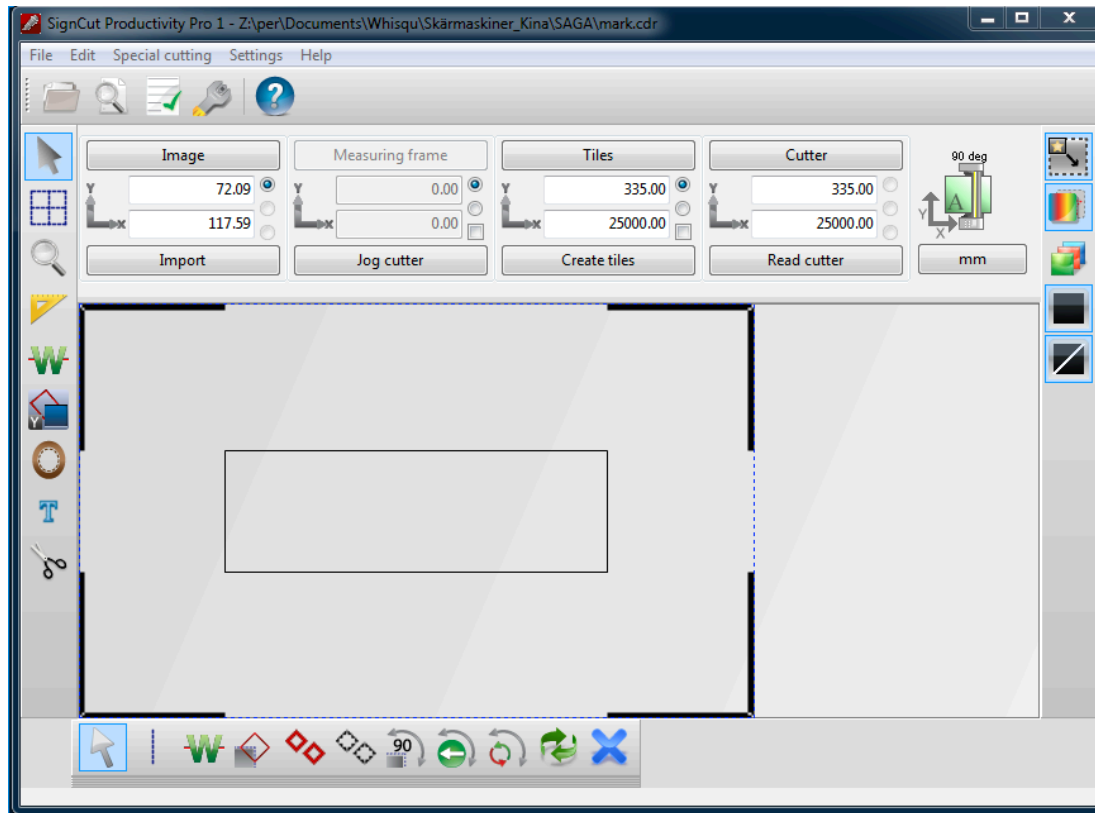 SignCut Productivity Pro 1 - Z:\per\Documents\Whisqu\Skärmaskiner_Kina\SAGA\mark.cdr
File Edit Special cutting Settings Help
?
Image Measuring frame Tiles Cutter 90 deg
Y 72.09 Y 0.00 Y 335.00 Y 335.00 A
X 117.59 X 0.00 X 25000.00 X 25000.00 Y X
Import Jog cutter Create tiles Read cutter mm
W
Y
T
W 90